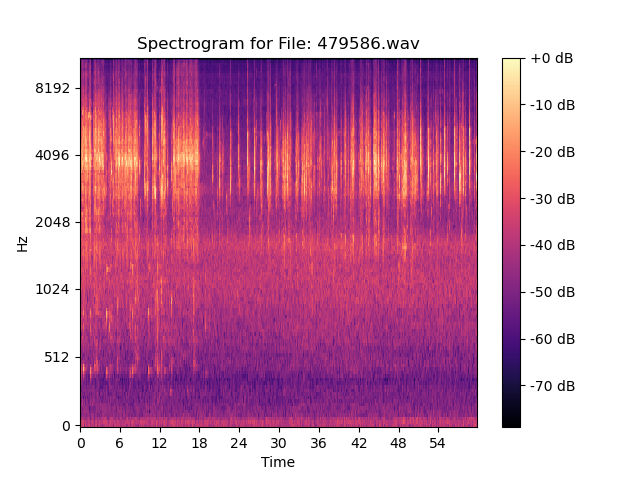 Spectrogram for File: 479586.wav
Hz
8192
4096
2048
1024
512
0
0 6 12 18 24 30 36 42 48 54
Time
+0 dB
-10 dB
-20 dB
-30 dB
-40 dB
-50 dB
-60 dB
-70 dB